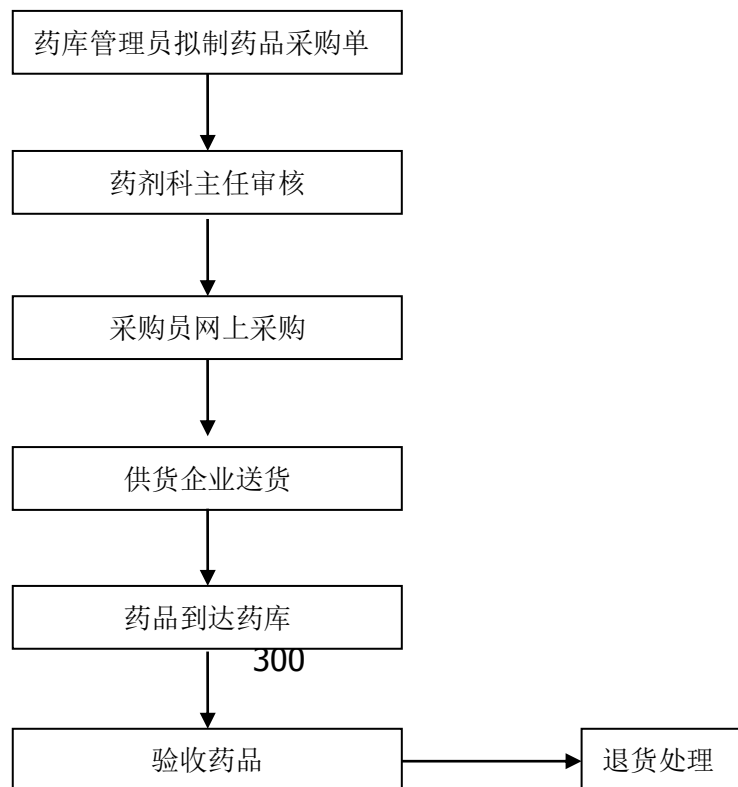 药库管理员拟制药品采购单
药剂科主任审核
采购员网上采购
供货企业送货
药品到达药库
300
验收药品
退货处理